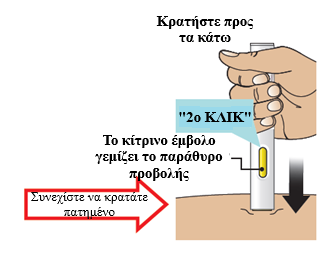 Κρατήστε προς
τα κάτω
"2ο ΚΛΙΚ"
Το κίτρινο έμβολο
γεμίζει το παράθυρο
προβολής
Συνεχίστε να κρατάτε
πατημένο